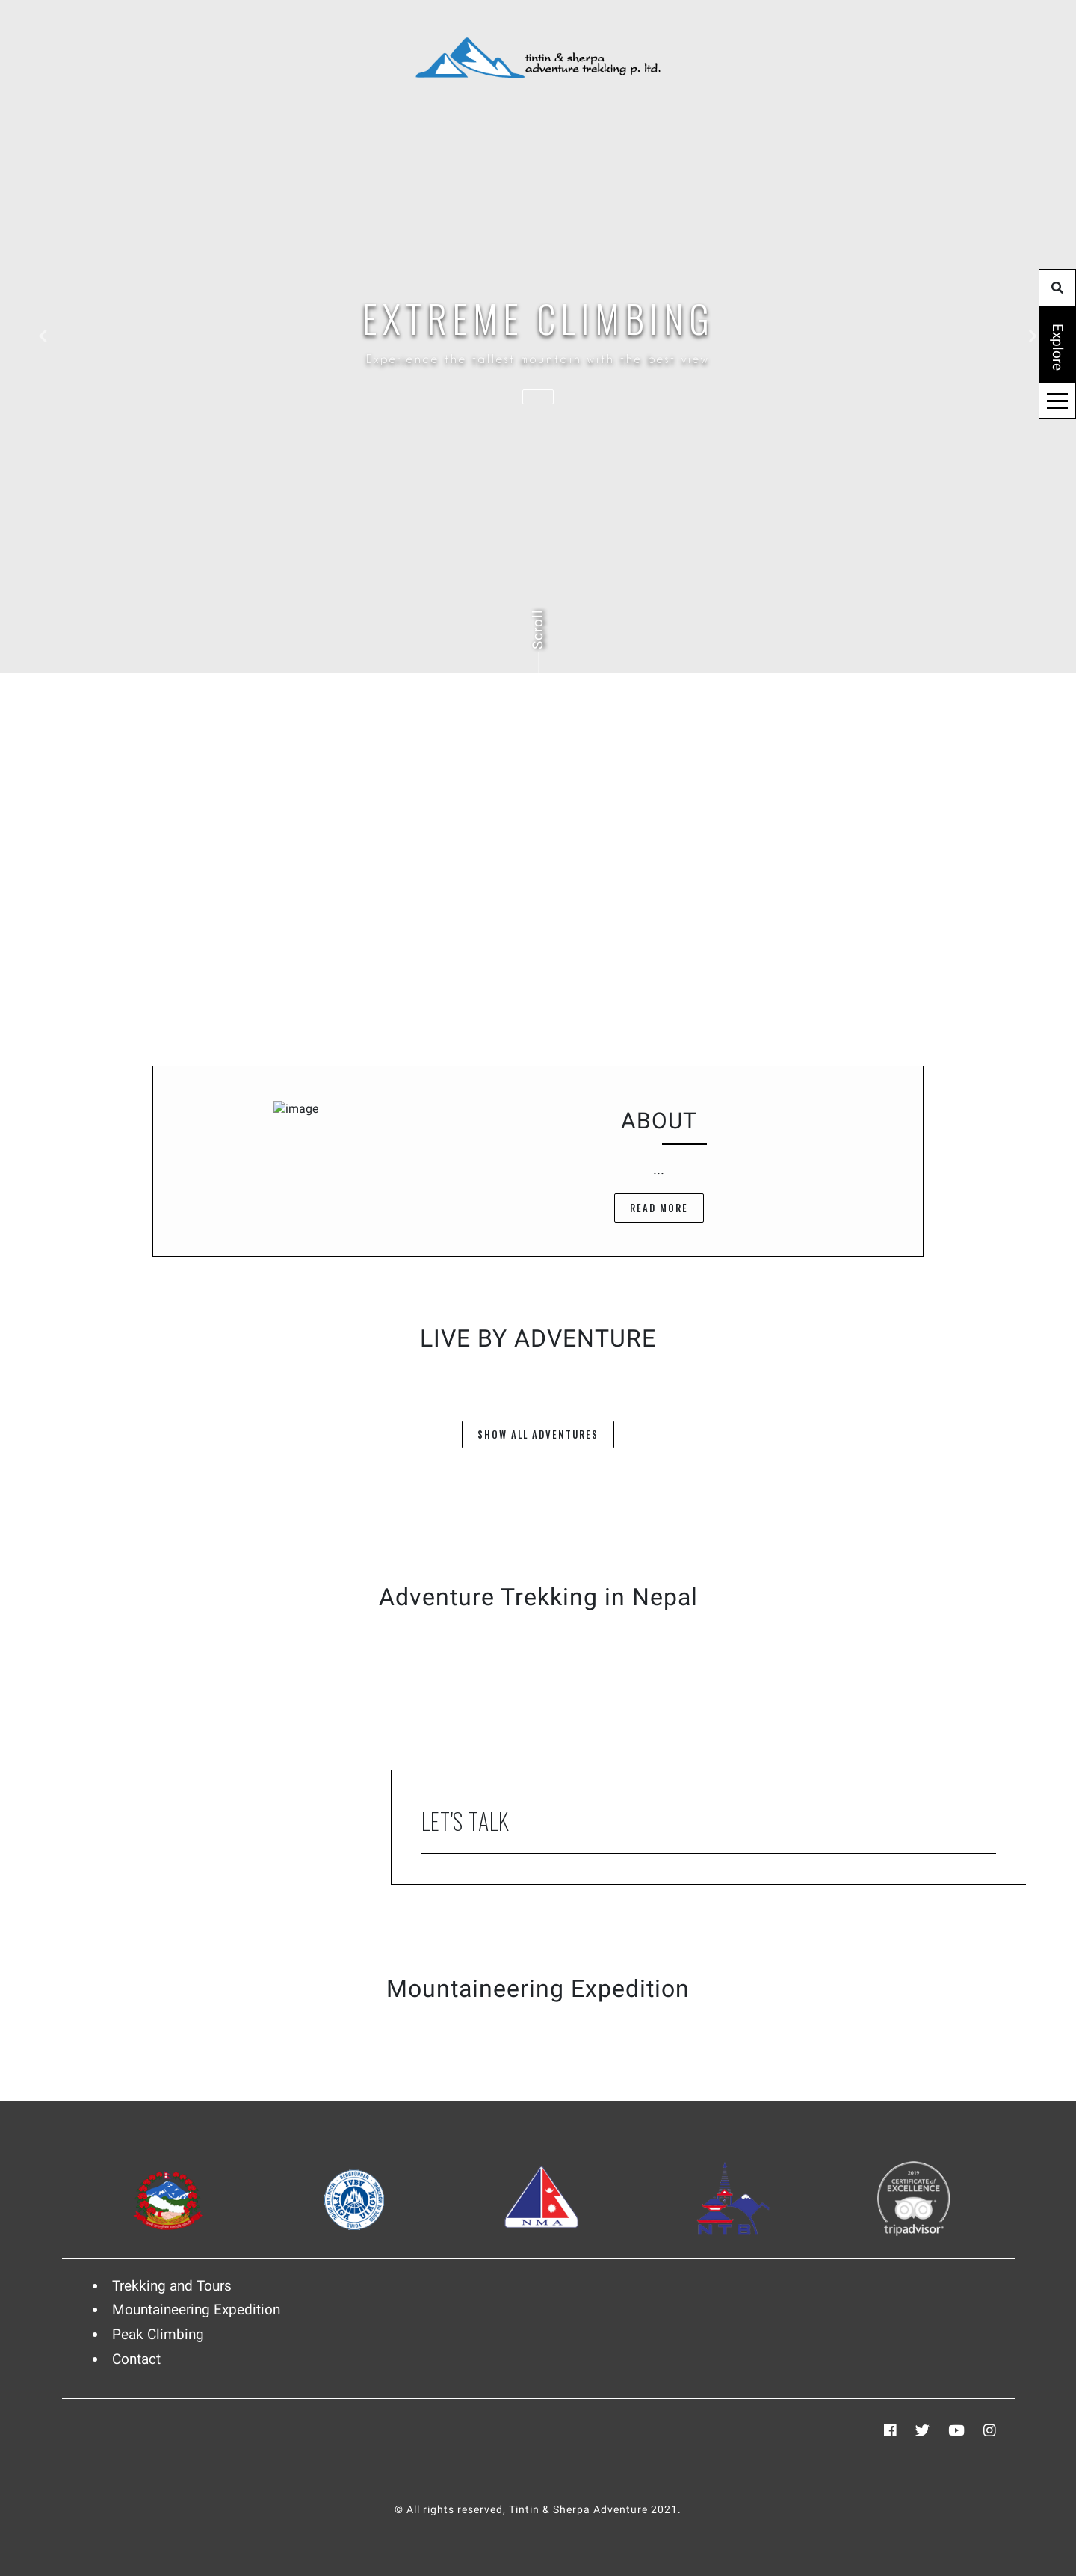 tintin & sherpa
adventure trekking p. ltd.
Explore
EXTREME CLIMBING
Experience the tallest mountain with the best view
Scroll
image
ABOUT
...
READ MORE
LIVE BY ADVENTURE
SHOW ALL ADVENTURES
Adventure Trekking in Nepal
LET'S TALK
Mountaineering Expedition
IVBV
NMA
NTB
2019
CERTIFICATE of
EXCELLENCE
tripadvisor
Trekking and Tours
Mountaineering Expedition
Peak Climbing
Contact
© All rights reserved, Tintin & Sherpa Adventure 2021.